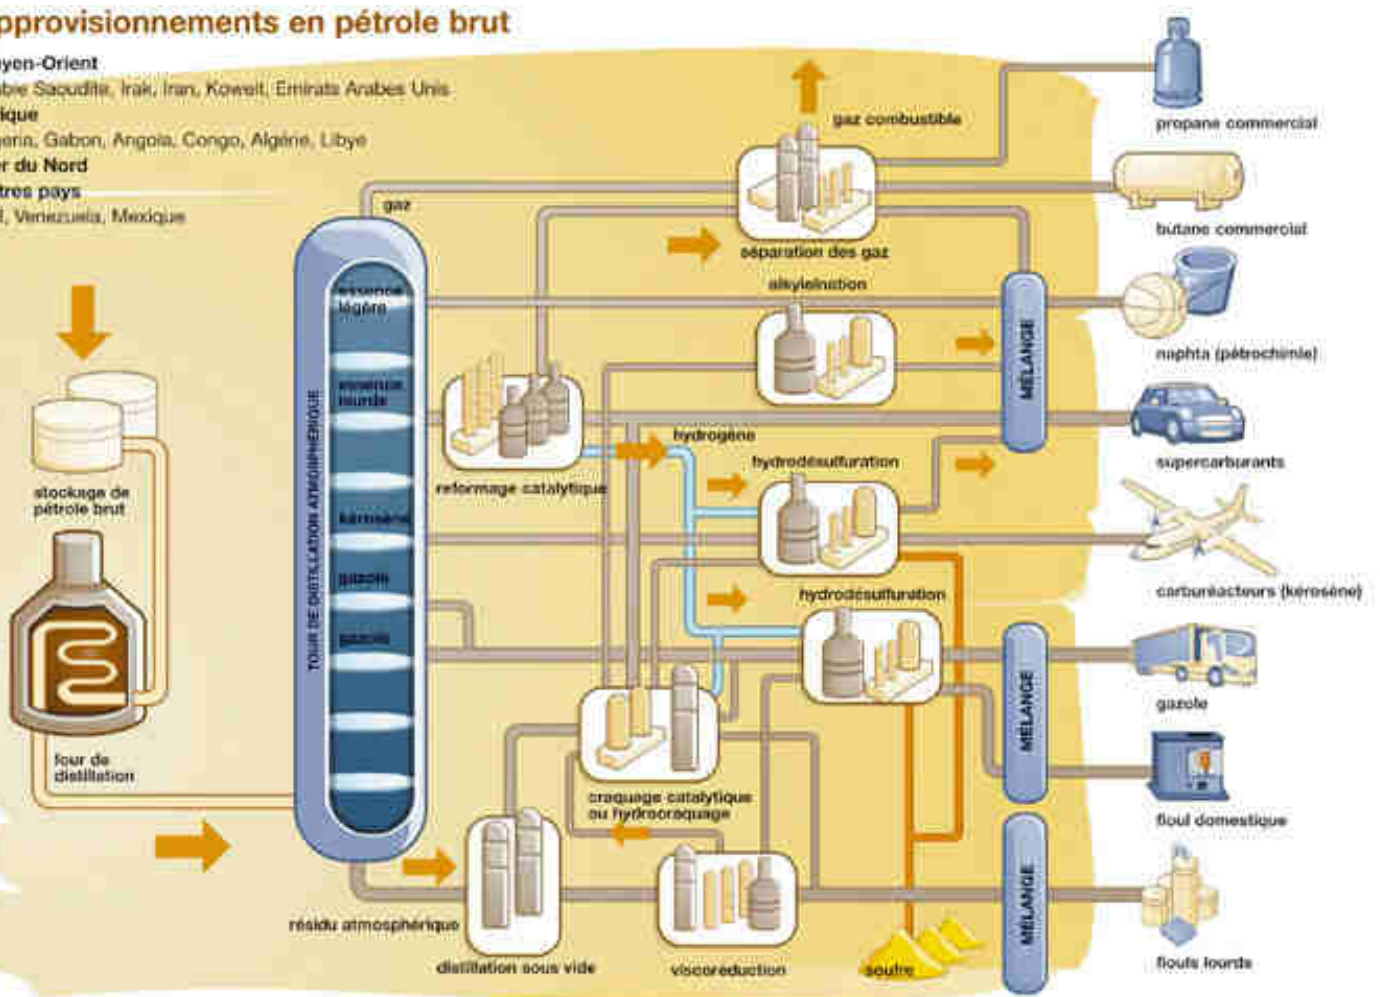 pprovisionnements en pétrole brut
yen-Orient
bie Saoudite, Irak, Iran, Koweit, Emirats Arabes Unis
ique
geria, Gabon, Angola, Congo, Algérie, Libye
r du Nord
tres pays
l, Venezuela, Mexique
gaz
gaz combustible
propane commercial
butane commercial
séparation des gaz
alkyleination
essence
légère
MÉLANGE
naphta (pétrochimie)
essence
lourde
hydrogène
hydrodésulfuration
supercarburants
reformage catalytique
stockage de
pétrole brut
TOUR DE DISTILLATION ATMORPHÉRIQUE
kérosène
gazole
hydrodésulfuration
carburéacteurs (kérosène)
gazole
MÉLANGE
gazole
four de
distillation
craquage catalytique
ou hydrocraquage
fioul domestique
MÉLANGE
résidu atmosphérique
distillation sous vide
viscoréduction
soufre
fiouls lourds